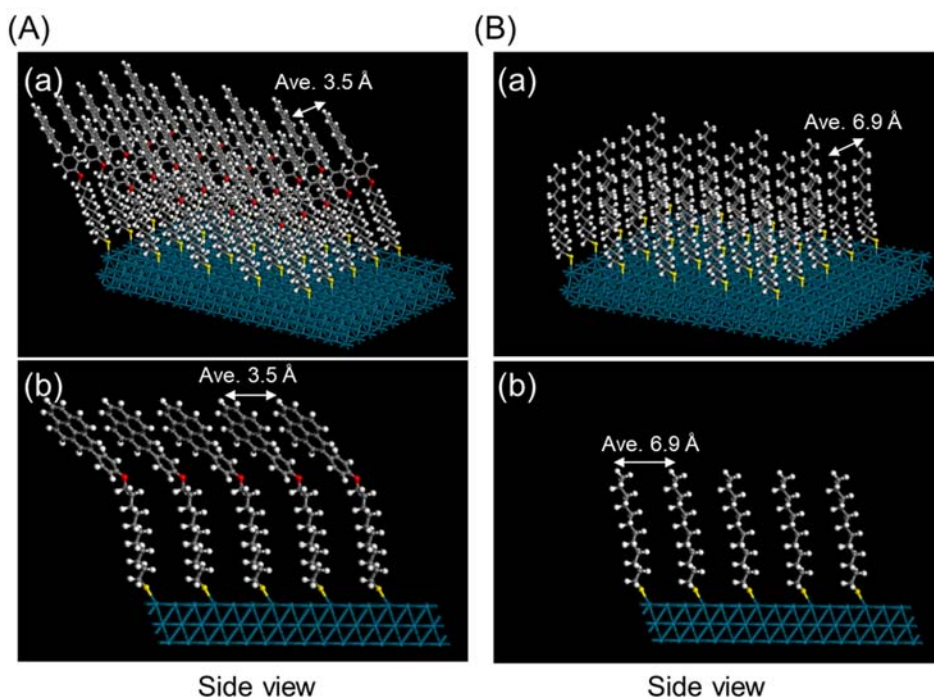 (A)
(a)
Ave. 3.5 Å
(b)
Ave. 3.5 Å
Side view
(B)
(a)
Ave. 6.9 Å
(b)
Ave. 6.9 Å
Side view